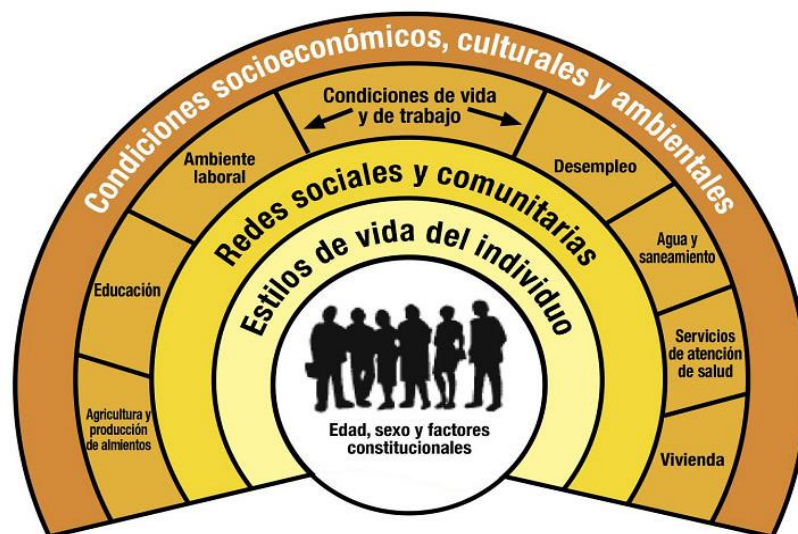 Condiciones socioeconómicos, culturales y ambientales
Condiciones de vida
y de trabajo
Ambiente
laboral
Desempleo
Redes sociales y comunitarias
Educación
Agua y
saneamiento
Estilos de vida del individuo
Servicios
de atención
de salud
Agricultura y
producción
de almientos
Vivienda
Edad, sexo y factores
constitucionales